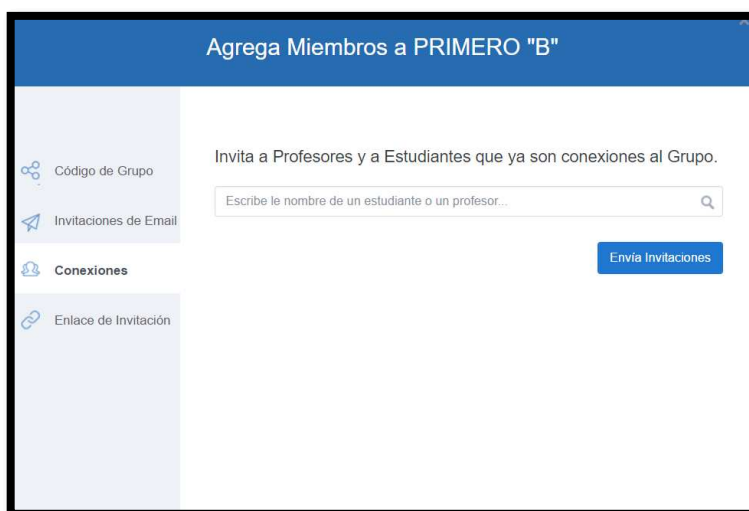 Agrega Miembros a PRIMERO "B"
Código de Grupo
Invitaciones de Email
Conexiones
Enlace de Invitación
Invita a Profesores y a Estudiantes que ya son conexiones al Grupo.
Escribe le nombre de un estudiante o un profesor...
Envía Invitaciones